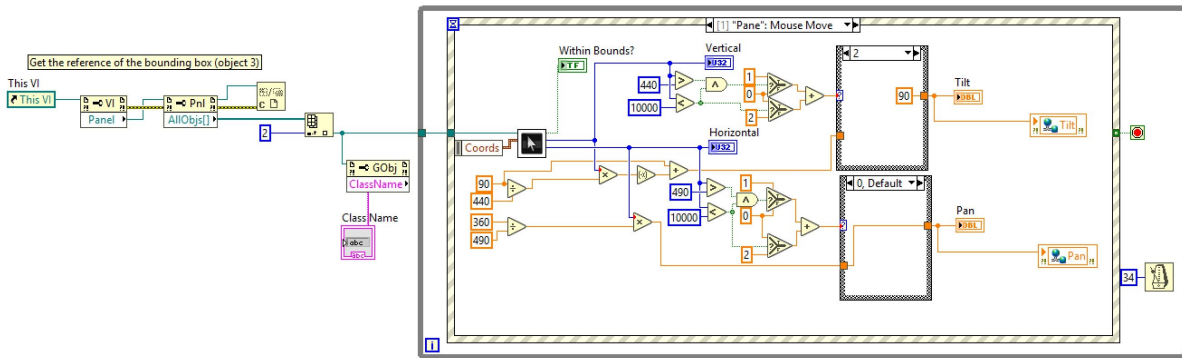 [1] "Pane": Mouse Move
Get the reference of the bounding box (object 3)
This VI
This VI
VI
Panel
Pnl
AllObjs[]
2
GObj
ClassName
Class Name
abc
abc
Within Bounds?
TF
Coords
Vertical
U32
440
10000
1
0
2
Horizontal
U32
490
10000
1
0
2
90
440
360
490
2
90
Tilt
DBL
Tilt
0, Default
Pan
DBL
Pan
34
i